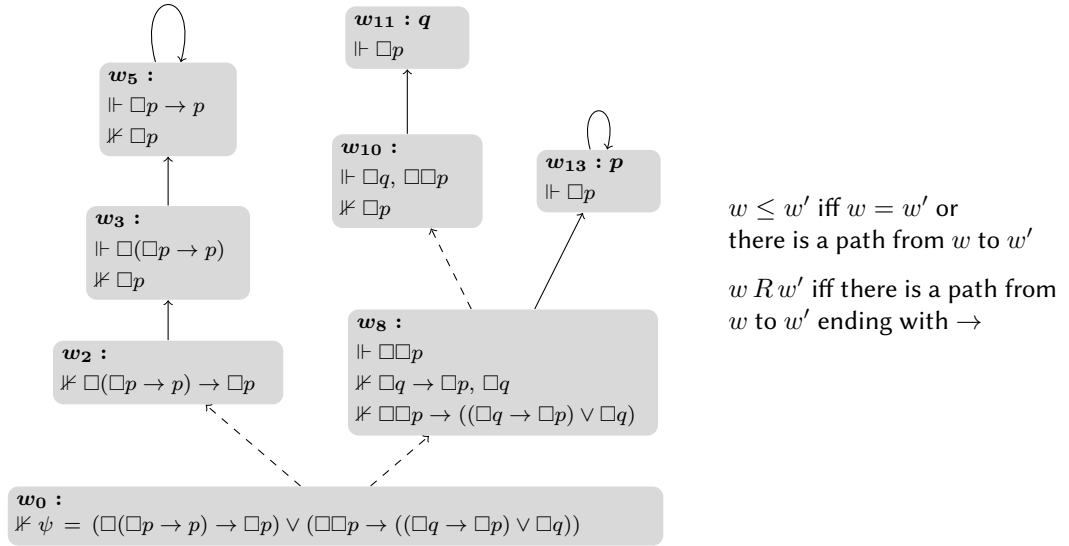 w₅ :
⊩ □p → p
⊮ □p
w₃ :
⊩ □(□p → p)
⊮ □p
w₂ :
⊮ □(□p → p) → □p
w₁₁ : q
⊩ □p
w₁₀ :
⊩ □q, □□p
⊮ □p
w₁₃ : p
⊩ □p
w₈ :
⊩ □□p
⊮ □q → □p, □q
⊮ □□p → ((□q → □p) ∨ □q)
w₀ :
⊮ ψ = (□(□p → p) → □p) ∨ (□□p → ((□q → □p) ∨ □q))
w ≤ w′ iff w = w′ or
there is a path from w to w′
w R w′ iff there is a path from
w to w′ ending with →